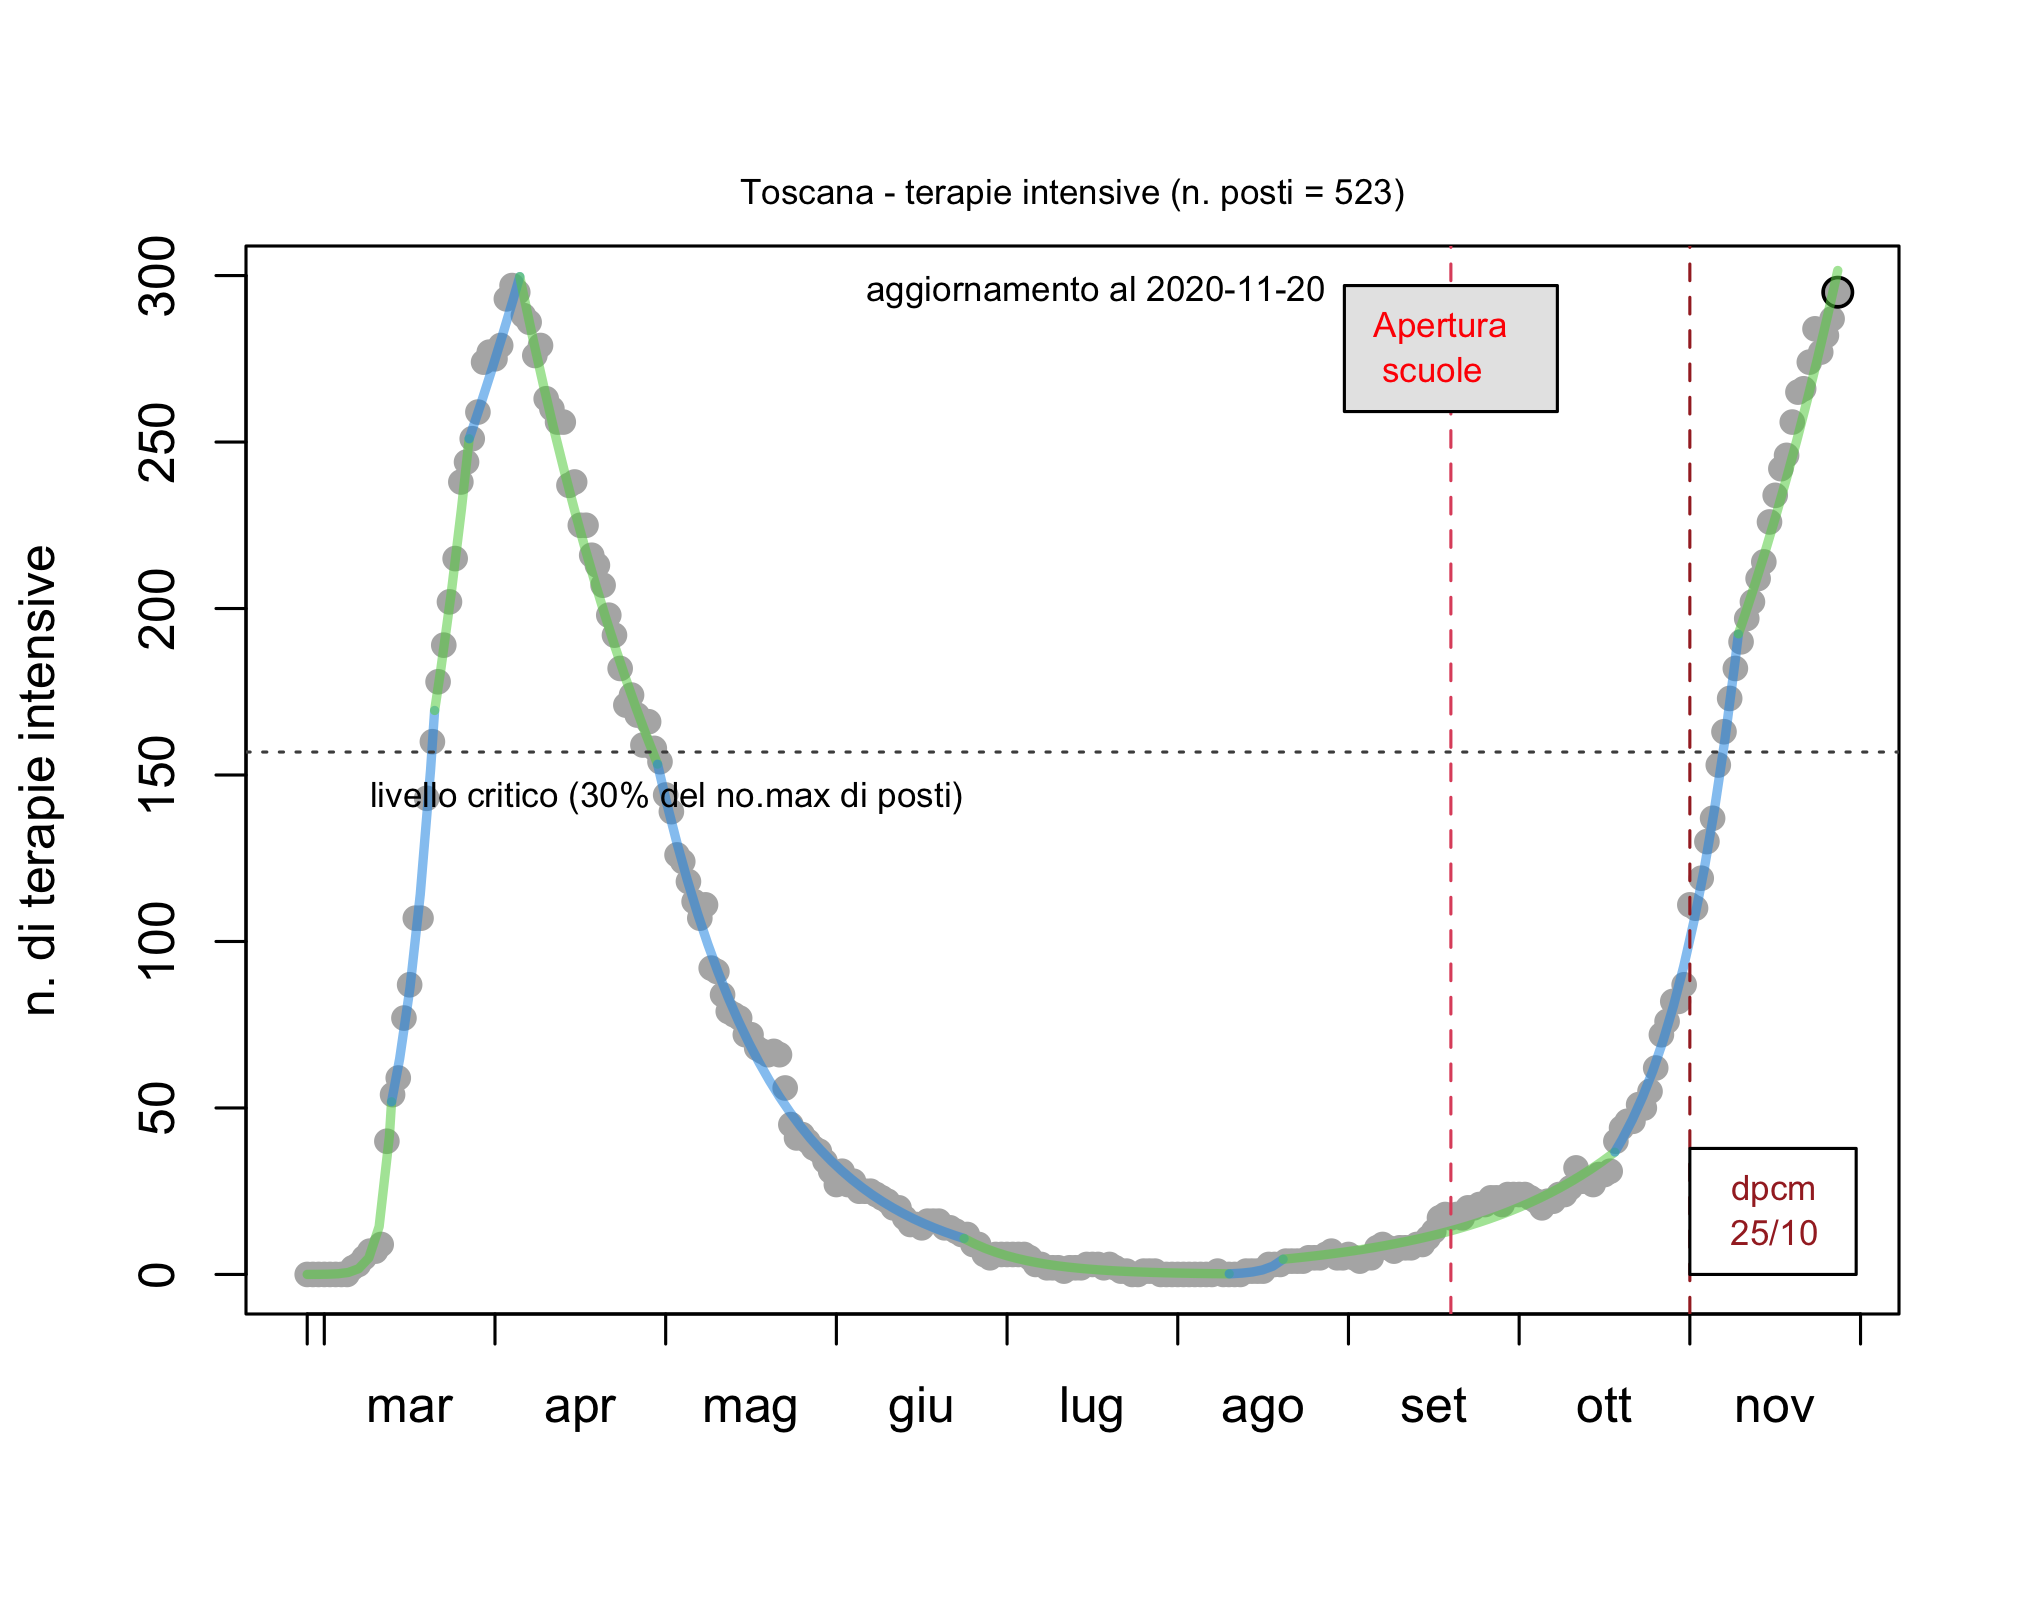 Toscana - terapie intensive (n. posti = 523)
aggiornamento al 2020-11-20
Apertura
scuole
livello critico (30% del no.max di posti)
dpcm
25/10
n. di terapie intensive
300
250
200
150
100
50
0
mar apr mag giu lug ago set ott nov